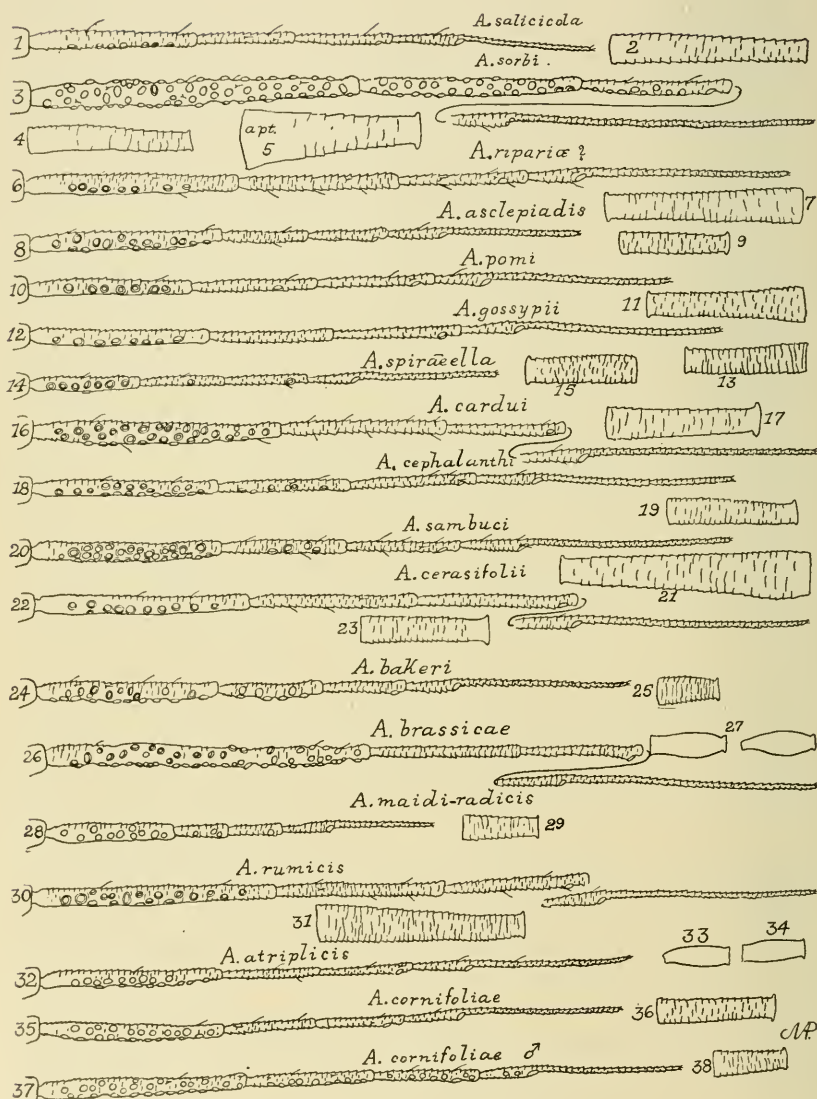 A. salicicola
1
2
A. sorbi.
3
4
apt.
5
A. ripariæ ?
6
7
A. asclepiadis
8
9
A. pomi
10
11
A. gossypii
12
13
A. spiræella
14
15
A. cardui
16
17
A. cephalanthi
18
19
A. sambuci
20
A. cerasifolii
21
22
23
A. bakeri
24
25
A. brassicae
26
27
A. maidi-radicis
28
29
A. rumicis
30
31
A. atriplicis
32
33
34
A. cornifoliae
35
36
A. cornifoliae ♂
37
38